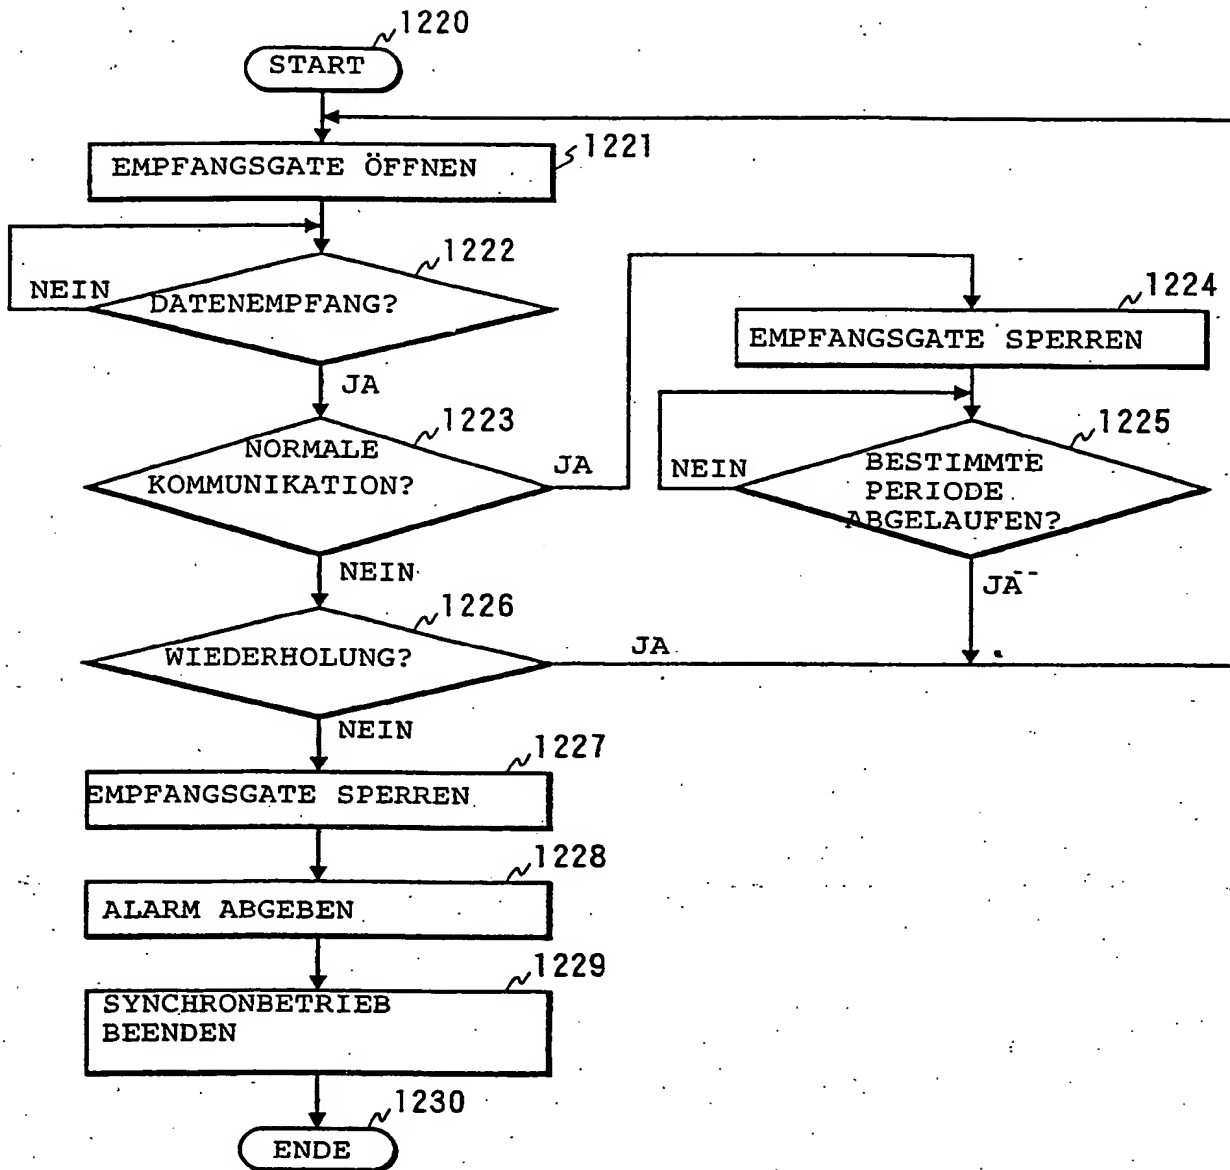 1220
START
1221
EMPFANGSGATE ÖFFNEN
1222
NEIN
DATENEMPFANG?
1224
EMPFANGSGATE SPERREN
JA
1223
NORMALE
KOMMUNIKATION?
JA
1225
NEIN
BESTIMMTE
PERIODE
ABGELAUFEN?
NEIN
JA
1226
WIEDERHOLUNG?
JA
NEIN
1227
EMPFANGSGATE SPERREN
1228
ALARM ABGEBEN
1229
SYNCHRONBETRIEB
BEENDEN
1230
ENDE